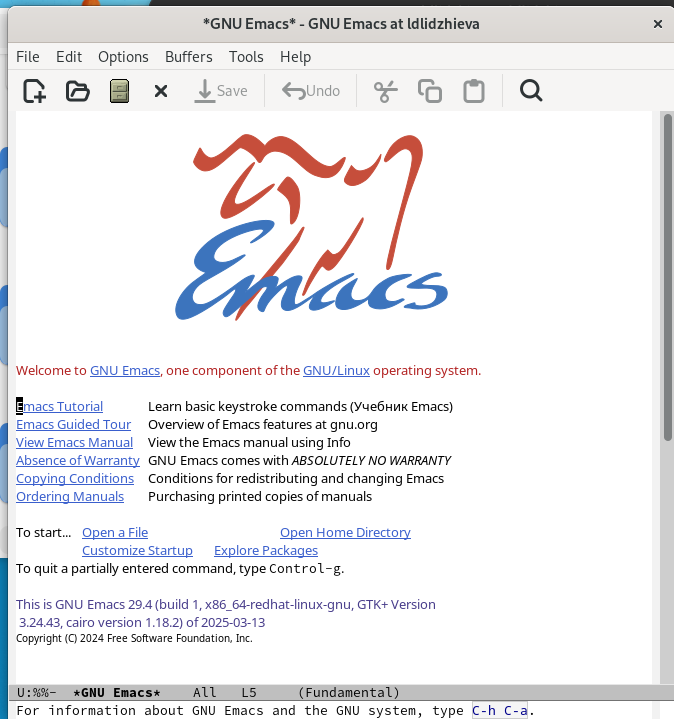 *GNU Emacs* - GNU Emacs at ldlidzhieva
File Edit Options Buffers Tools Help
Save Undo
Emacs
Welcome to GNU Emacs, one component of the GNU/Linux operating system.
Emacs Tutorial Learn basic keystroke commands (Учебник Emacs)
Emacs Guided Tour Overview of Emacs features at gnu.org
View Emacs Manual View the Emacs manual using Info
Absence of Warranty GNU Emacs comes with ABSOLUTELY NO WARRANTY
Copying Conditions Conditions for redistributing and changing Emacs
Ordering Manuals Purchasing printed copies of manuals
To start... Open a File Open Home Directory
Customize Startup Explore Packages
To quit a partially entered command, type Control-g.
This is GNU Emacs 29.4 (build 1, x86_64-redhat-linux-gnu, GTK+ Version
3.24.43, cairo version 1.18.2) of 2025-03-13
Copyright (C) 2024 Free Software Foundation, Inc.
U:%%- *GNU Emacs* All L5 (Fundamental)
For information about GNU Emacs and the GNU system, type C-h C-a.